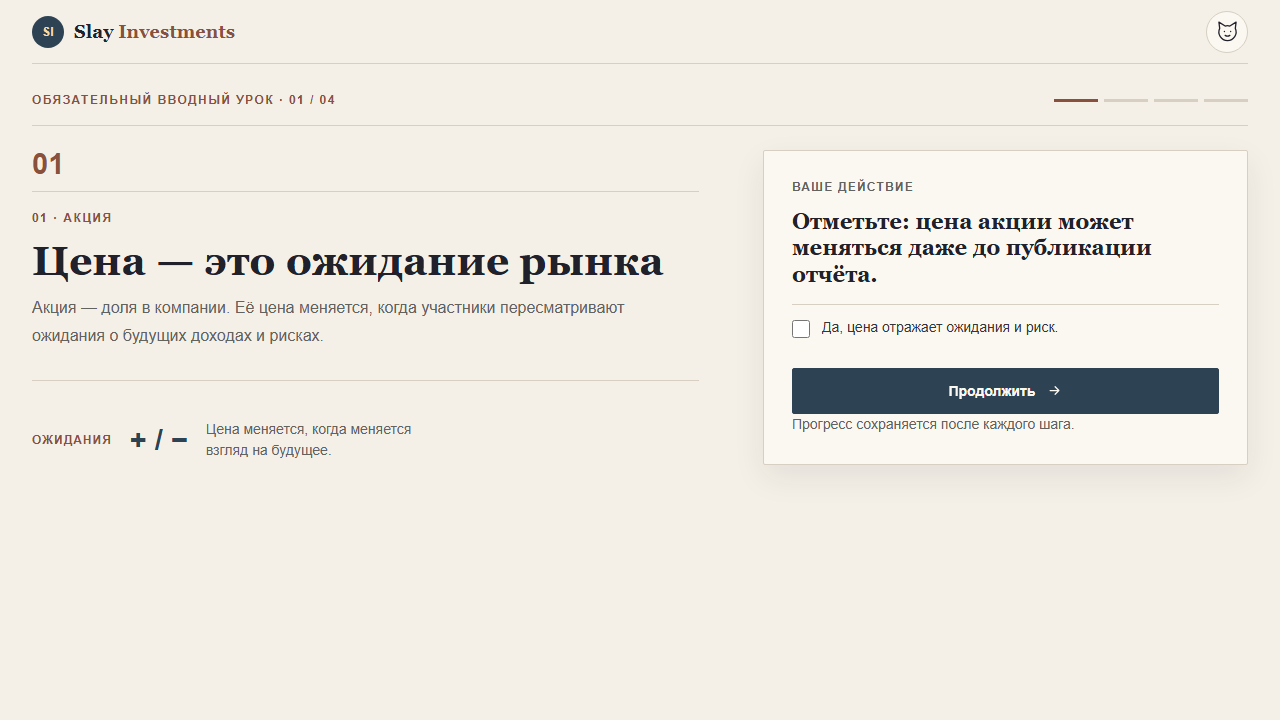 SI Slay Investments
ОБЯЗАТЕЛЬНЫЙ ВВОДНЫЙ УРОК · 01 / 04
01
01 · АКЦИЯ
Цена — это ожидание рынка
Акция — доля в компании. Её цена меняется, когда участники пересматривают
ожидания о будущих доходах и рисках.
ОЖИДАНИЯ + / −
Цена меняется, когда меняется
взгляд на будущее.
ВАШЕ ДЕЙСТВИЕ
Отметьте: цена акции может
меняться даже до публикации
отчёта.
Да, цена отражает ожидания и риск.
Продолжить →
Прогресс сохраняется после каждого шага.